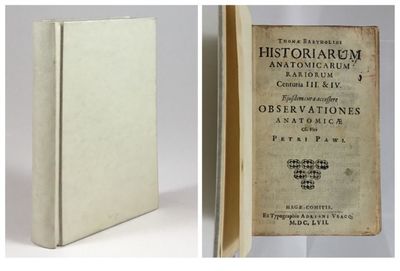 THOMÆ BARTHOLINI
HISTORIARUM
ANATOMICARUM
RARIORUM
Centuria III. & IV.
Ejusdem cura accessere
OBSERVATIONES
ANATOMICÆ
Cl. Viri
PETRI PAWI.
HAGÆ-COMITIS,
Ex Typographia ADRIANI VLACQ.
M.DC. LVII.